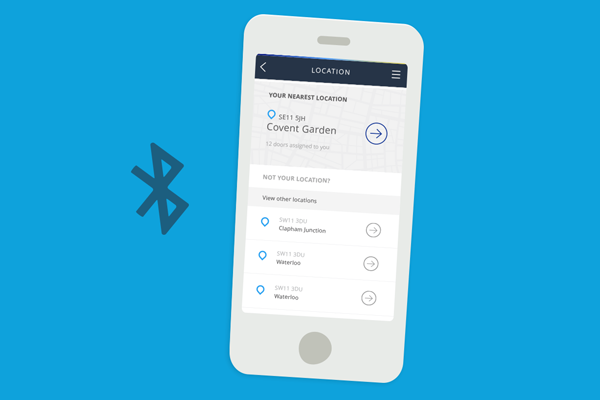 LOCATION
YOUR NEAREST LOCATION
SE11 5JH
Covent Garden
12 doors assigned to you
NOT YOUR LOCATION?
View other locations
SW11 3DU
Clapham Junction
SW11 3DU
Waterloo
SW11 3DU
Waterloo